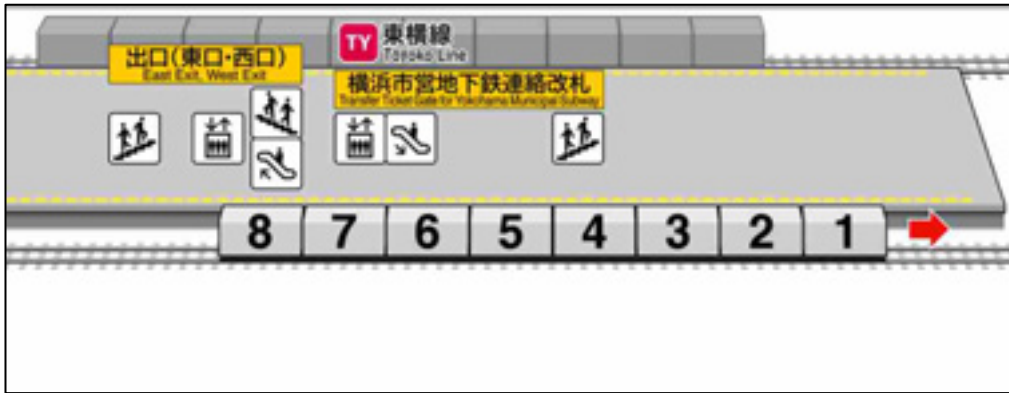 TY 東横線
Tōyoko Line
出口(東口・西口)
East Exit, West Exit
横浜市営地下鉄連絡改札
Transfer Ticket Gate for Yokohama Municipal Subway
8 7 6 5 4 3 2 1